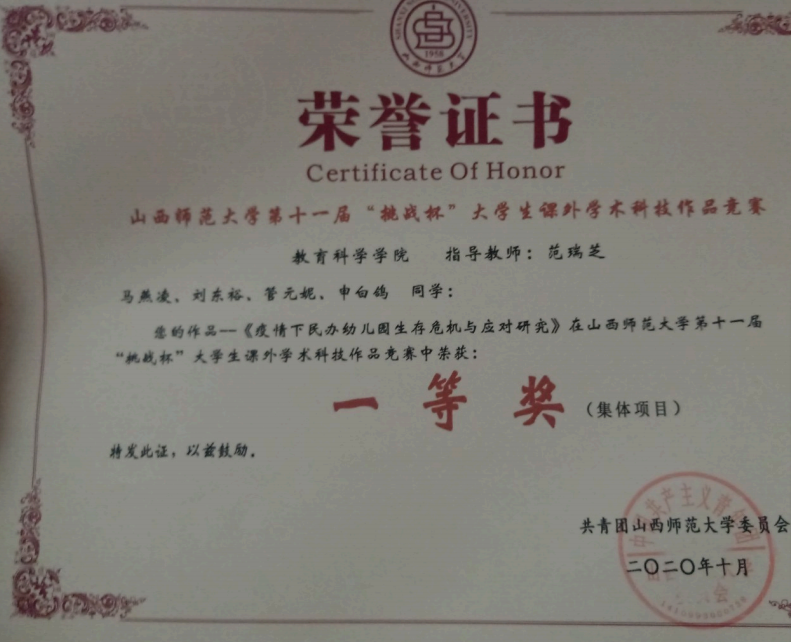 1958
荣誉证书
Certificate Of Honor
山西师范大学第十一届“挑战杯”大学生课外学术科技作品竞赛
教育科学学院 指导教师：范瑞芝
马燕凌、刘东裕、管元妮、申白鸽 同学：
您的作品--《疫情下民办幼儿园生存危机与应对研究》在山西师范大学第十一届
“挑战杯”大学生课外学术科技作品竞赛中荣获：
一等奖（集体项目）
特发此证，以兹鼓励。
共青团山西师范大学委员会
二〇二〇年十月